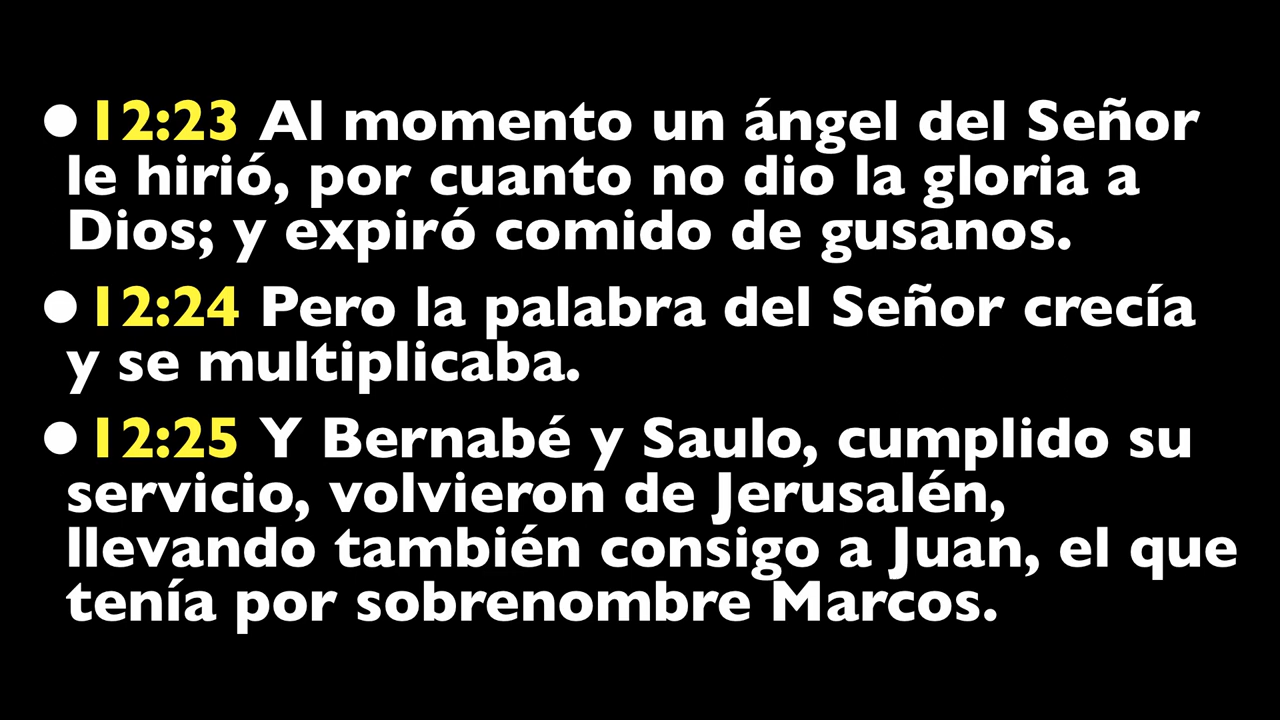 ●12:23 Al momento un ángel del Señor
le hirió, por cuanto no dio la gloria a
Dios; y expiró comido de gusanos.
●12:24 Pero la palabra del Señor crecía
y se multiplicaba.
●12:25 Y Bernabé y Saulo, cumplido su
servicio, volvieron de Jerusalén,
llevando también consigo a Juan, el que
tenía por sobrenombre Marcos.